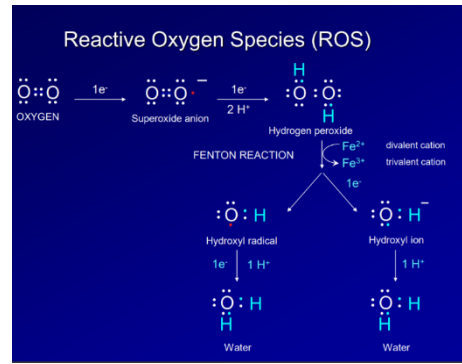 Reactive Oxygen Species (ROS)
H
O::O 1e- O:O· − 1e- O :O:
OXYGEN Superoxide anion 2 H+ H
Hydrogen peroxide
FENTON REACTION
Fe2+ divalent cation
Fe3+ trivalent cation
1e-
:O: H :O: H−
Hydroxyl radical Hydroxyl ion
1e- 1 H+ 1 H+
:O: :O:
H H
Water Water